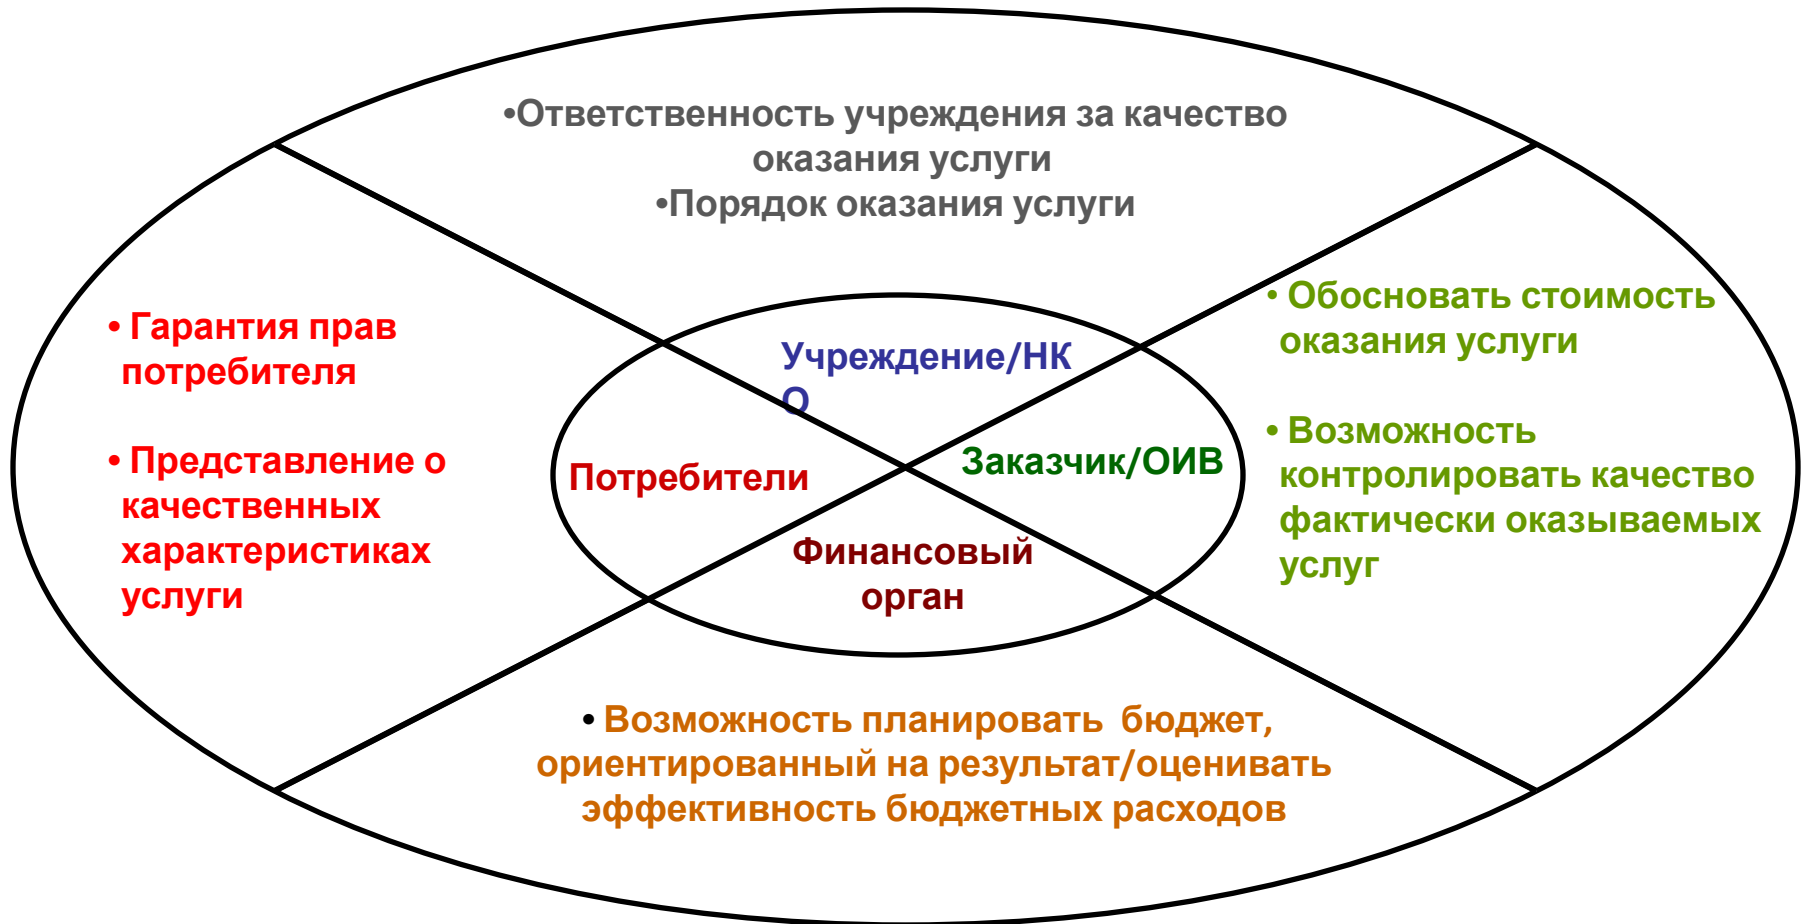 •Ответственность учреждения за качество
оказания услуги
•Порядок оказания услуги
• Гарантия прав
потребителя
• Представление о
качественных
характеристиках
услуги
Учреждение/НК
О
Потребители
Заказчик/ОИВ
Финансовый
орган
• Обосновать стоимость
оказания услуги
• Возможность
контролировать качество
фактически оказываемых
услуг
• Возможность планировать бюджет,
ориентированный на результат/оценивать
эффективность бюджетных расходов